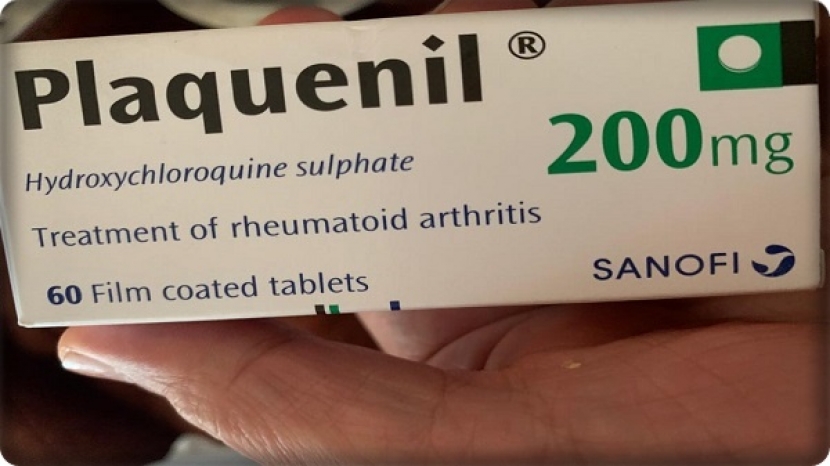 Plaquenil ®
200mg
Hydroxychloroquine sulphate
Treatment of rheumatoid arthritis
60 Film coated tablets
SANOFI